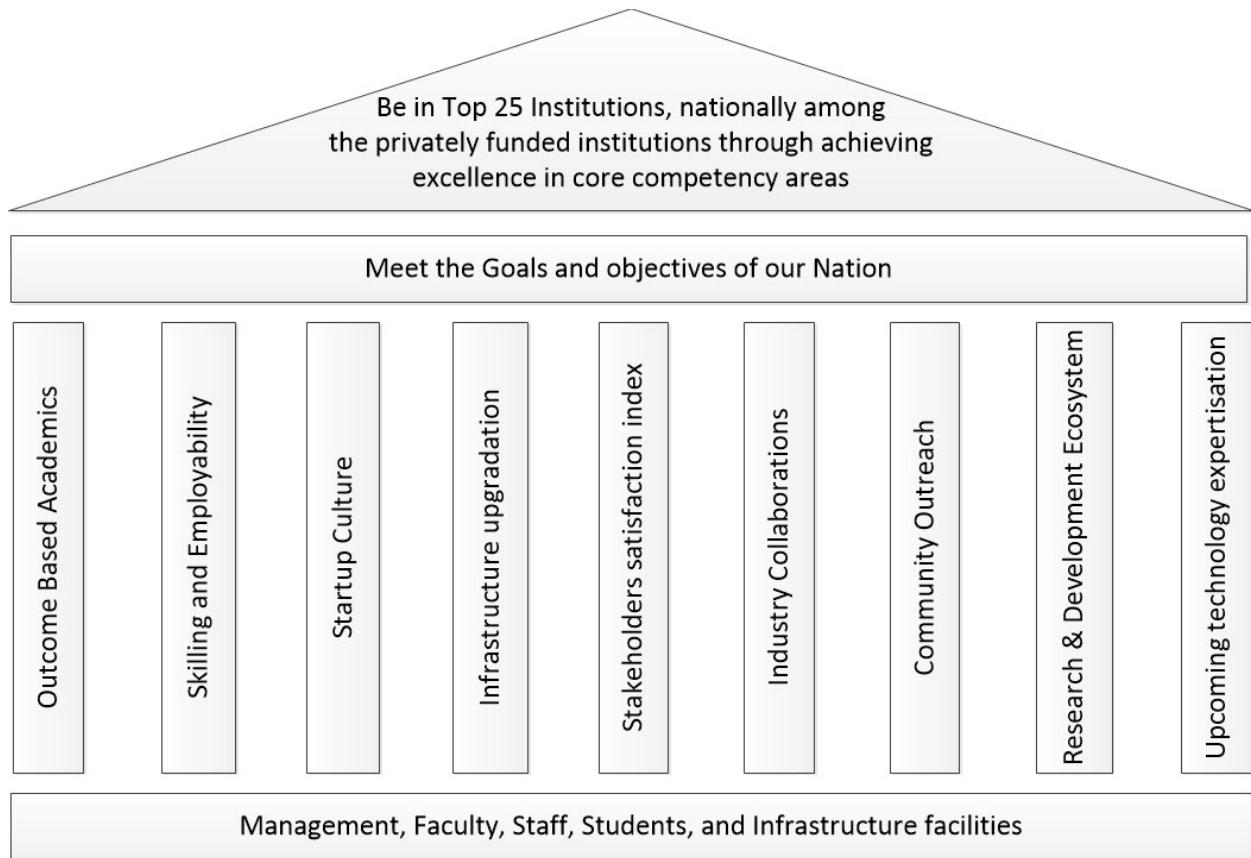 Be in Top 25 Institutions, nationally among
the privately funded institutions through achieving
excellence in core competency areas
Meet the Goals and objectives of our Nation
Outcome Based Academics
Skilling and Employability
Startup Culture
Infrastructure upgradation
Stakeholders satisfaction index
Industry Collaborations
Community Outreach
Research & Development Ecosystem
Upcoming technology expertisation
Management, Faculty, Staff, Students, and Infrastructure facilities